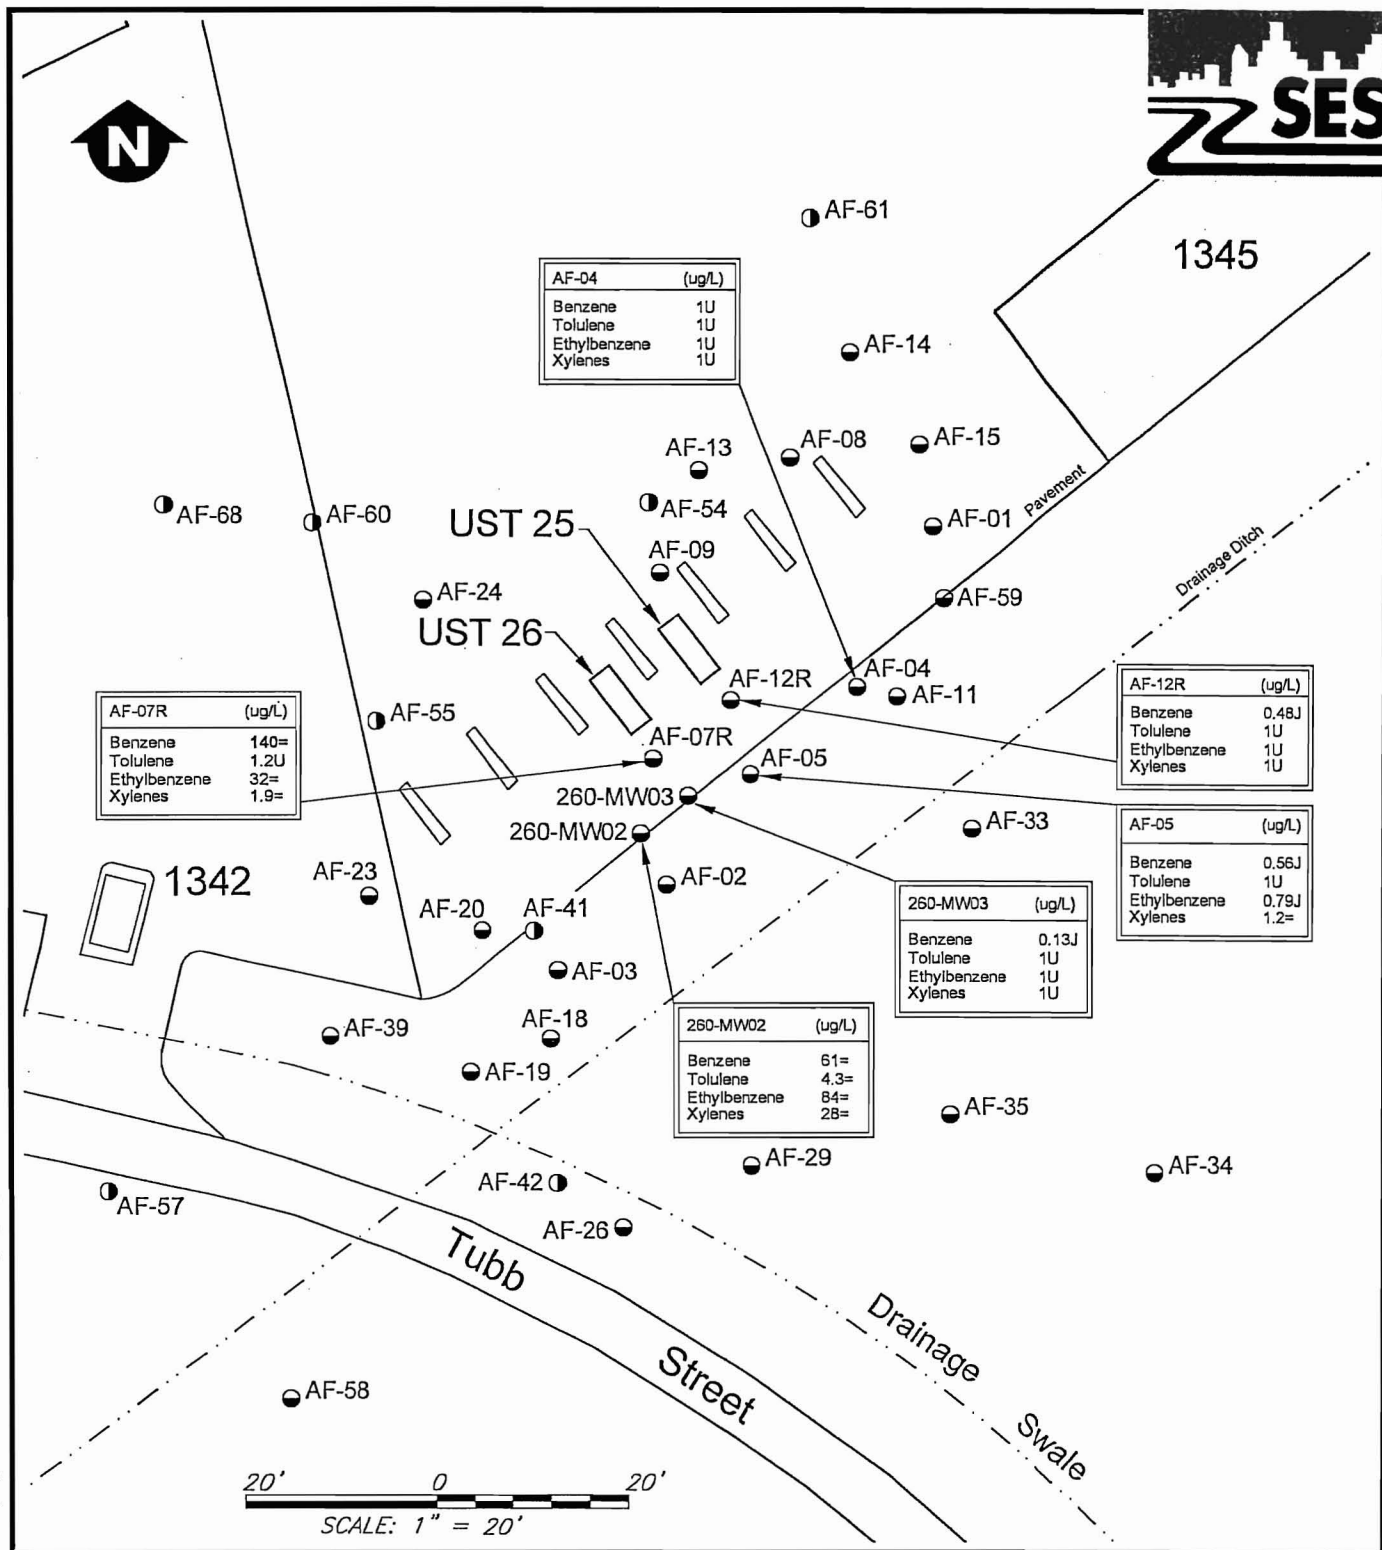 SES
N
AF-61
1345
AF-04 (ug/L)
Benzene 1U
Tolulene 1U
Ethylbenzene 1U
Xylenes 1U
AF-14
AF-08
AF-15
AF-13
AF-68
AF-60
AF-54
UST 25
AF-01
Pavement
Drainage Ditch
AF-09
AF-24
AF-59
UST 26
AF-04
AF-12R
AF-11
AF-12R (ug/L)
Benzene 0.48J
Tolulene 1U
Ethylbenzene 1U
Xylenes 1U
AF-07R (ug/L)
Benzene 140=
Tolulene 1.2U
Ethylbenzene 32=
Xylenes 1.9=
AF-55
AF-07R
AF-05
260-MW03
260-MW02
AF-33
AF-05 (ug/L)
Benzene 0.56J
Tolulene 1U
Ethylbenzene 0.79J
Xylenes 1.2=
1342
AF-23
AF-02
AF-20
AF-41
260-MW03 (ug/L)
Benzene 0.13J
Tolulene 1U
Ethylbenzene 1U
Xylenes 1U
AF-03
AF-39
AF-18
AF-19
260-MW02 (ug/L)
Benzene 61=
Tolulene 4.3=
Ethylbenzene 84=
Xylenes 28=
AF-35
AF-29
AF-34
AF-42
AF-57
AF-26
Tubb
Street
Drainage
Swale
AF-58
20' 0 20'
SCALE: 1" = 20'